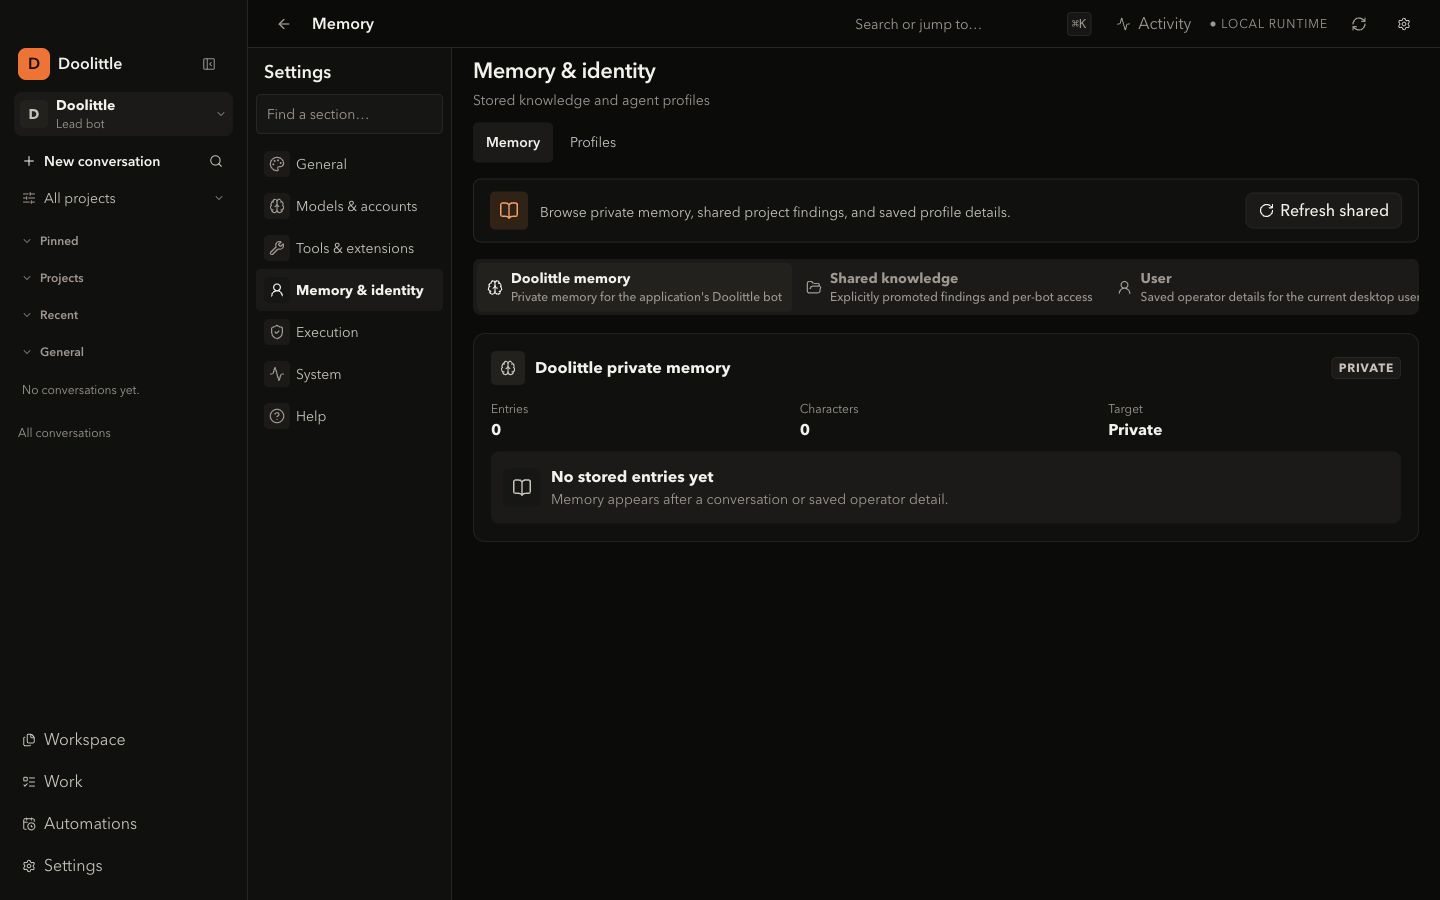 Memory
Search or jump to…
⌘K
Activity
LOCAL RUNTIME
D
Doolittle
D
Doolittle
Lead bot
New conversation
All projects
Pinned
Projects
Recent
General
No conversations yet.
All conversations
Workspace
Work
Automations
Settings
Settings
Find a section…
General
Models & accounts
Tools & extensions
Memory & identity
Execution
System
Help
Memory & identity
Stored knowledge and agent profiles
Memory
Profiles
Browse private memory, shared project findings, and saved profile details.
Refresh shared
Doolittle memory
Private memory for the application's Doolittle bot
Shared knowledge
Explicitly promoted findings and per-bot access
User
Saved operator details for the current desktop user
Doolittle private memory
PRIVATE
Entries
0
Characters
0
Target
Private
No stored entries yet
Memory appears after a conversation or saved operator detail.